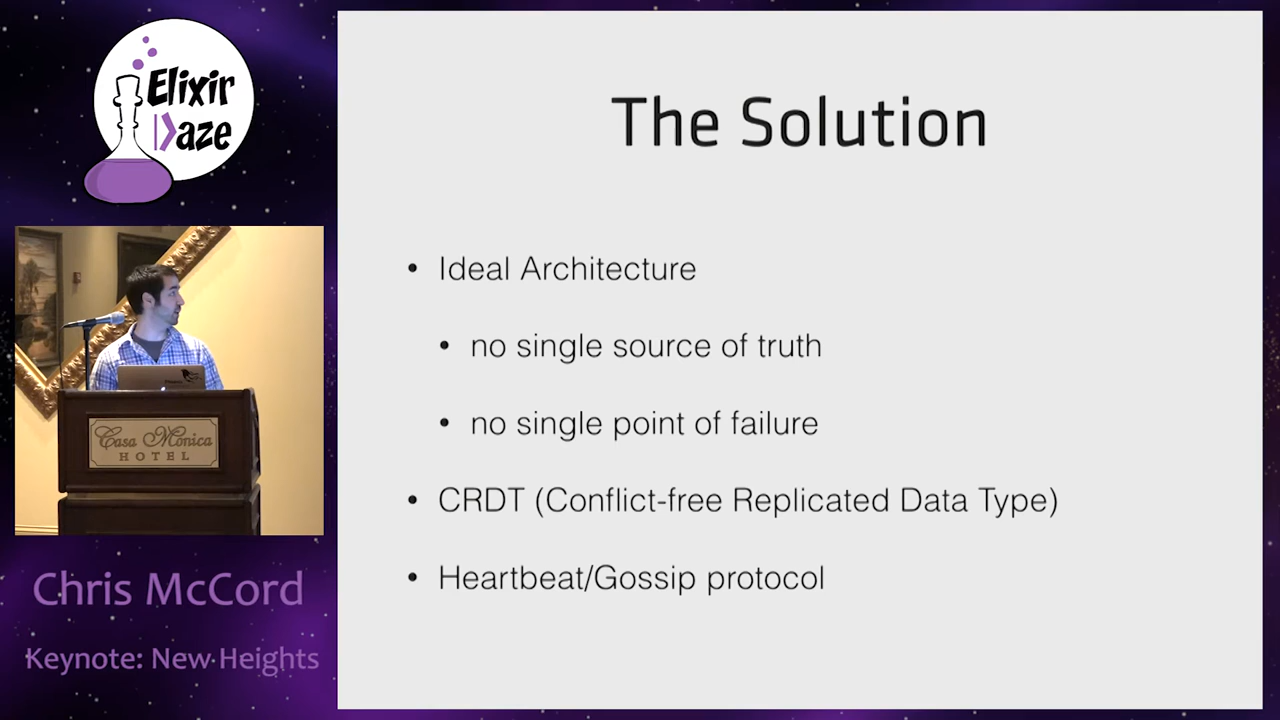 Elixir
Daze
The Solution
• Ideal Architecture
• no single source of truth
• no single point of failure
• CRDT (Conflict-free Replicated Data Type)
• Heartbeat/Gossip protocol
Casa Monica
HOTEL
Chris McCord
Keynote: New Heights